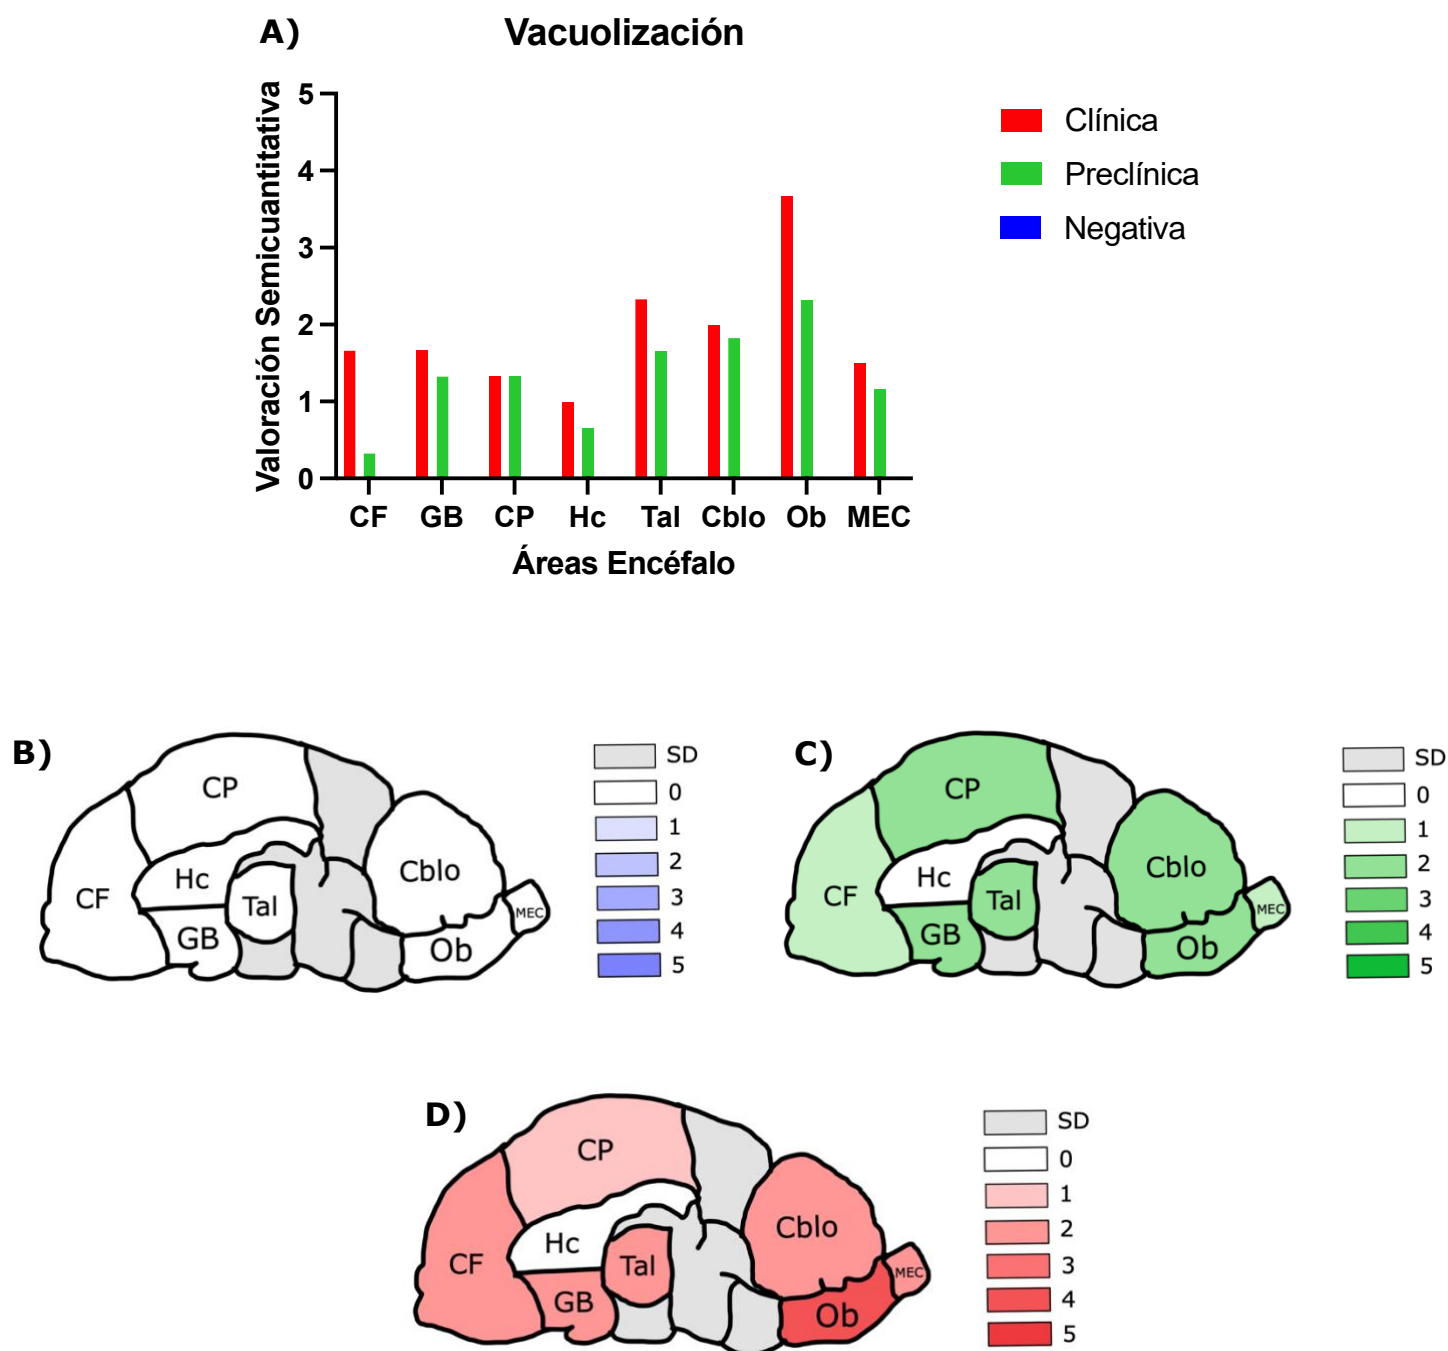 A)
Vacuolización
Valoración Semicuantitativa
5
4
3
2
1
0
CF GB CP Hc Tal Cblo Ob MEC
Áreas Encéfalo
Clínica
Preclínica
Negativa
B)
CP
Hc
CF
Tal
GB
Cblo
MEC
Ob
SD
0
1
2
3
4
5
C)
CP
Hc
CF
Tal
GB
Cblo
MEC
Ob
SD
0
1
2
3
4
5
D)
CP
Hc
CF
Tal
GB
Cblo
MEC
Ob
SD
0
1
2
3
4
5